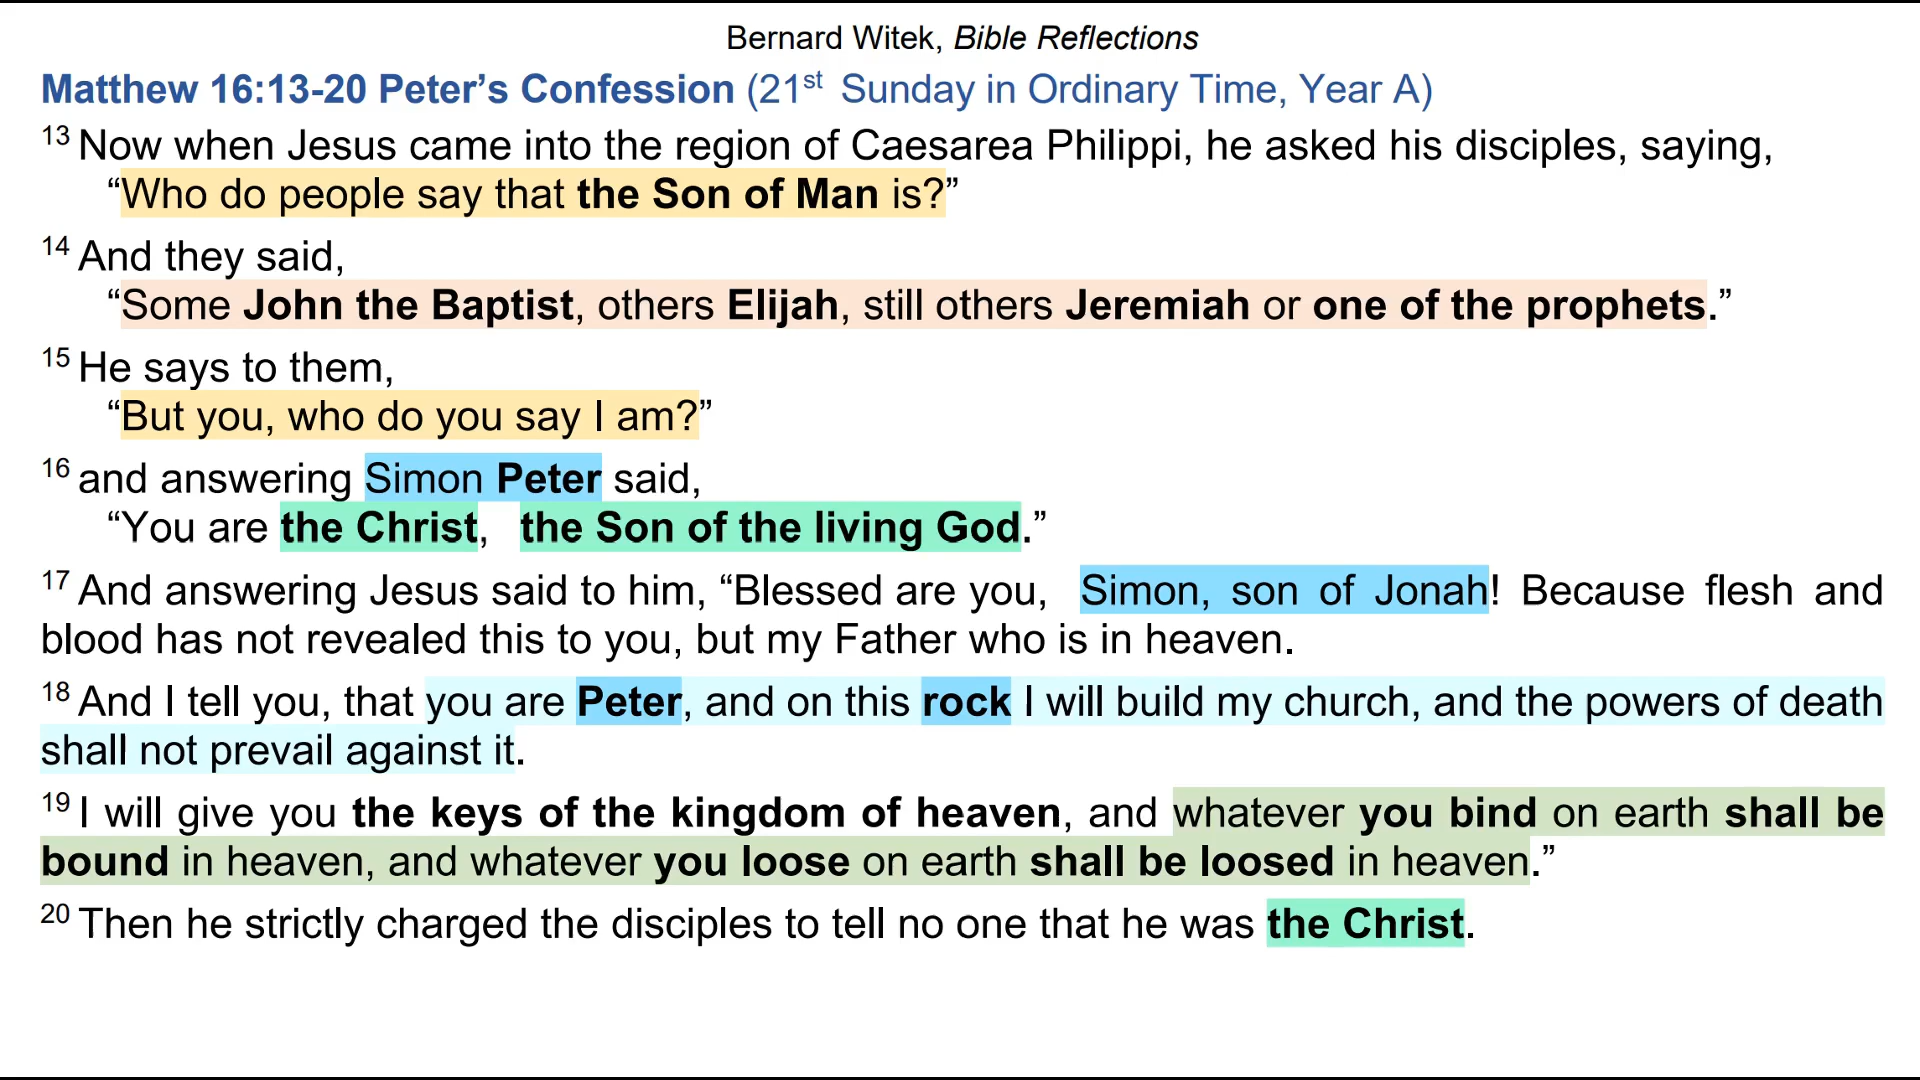 Bernard Witek, Bible Reflections
Matthew 16:13-20 Peter’s Confession (21st Sunday in Ordinary Time, Year A)
13 Now when Jesus came into the region of Caesarea Philippi, he asked his disciples, saying,
“Who do people say that the Son of Man is?”
14 And they said,
“Some John the Baptist, others Elijah, still others Jeremiah or one of the prophets.”
15 He says to them,
“But you, who do you say I am?”
16 and answering Simon Peter said,
“You are the Christ, the Son of the living God.”
17 And answering Jesus said to him, “Blessed are you, Simon, son of Jonah! Because flesh and
blood has not revealed this to you, but my Father who is in heaven.
18 And I tell you, that you are Peter, and on this rock I will build my church, and the powers of death
shall not prevail against it.
19 I will give you the keys of the kingdom of heaven, and whatever you bind on earth shall be
bound in heaven, and whatever you loose on earth shall be loosed in heaven.”
20 Then he strictly charged the disciples to tell no one that he was the Christ.